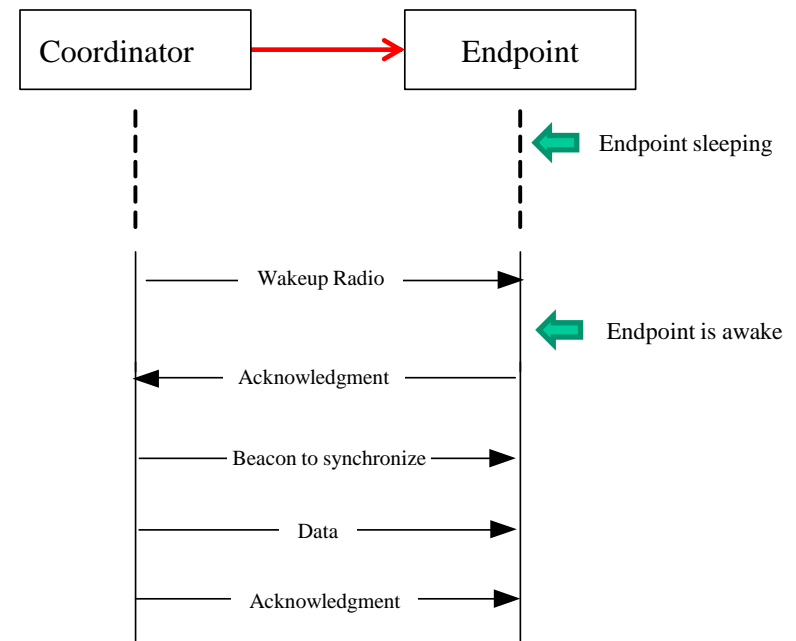 Coordinator
Endpoint
Endpoint sleeping
Wakeup Radio
Endpoint is awake
Acknowledgment
Beacon to synchronize
Data
Acknowledgment